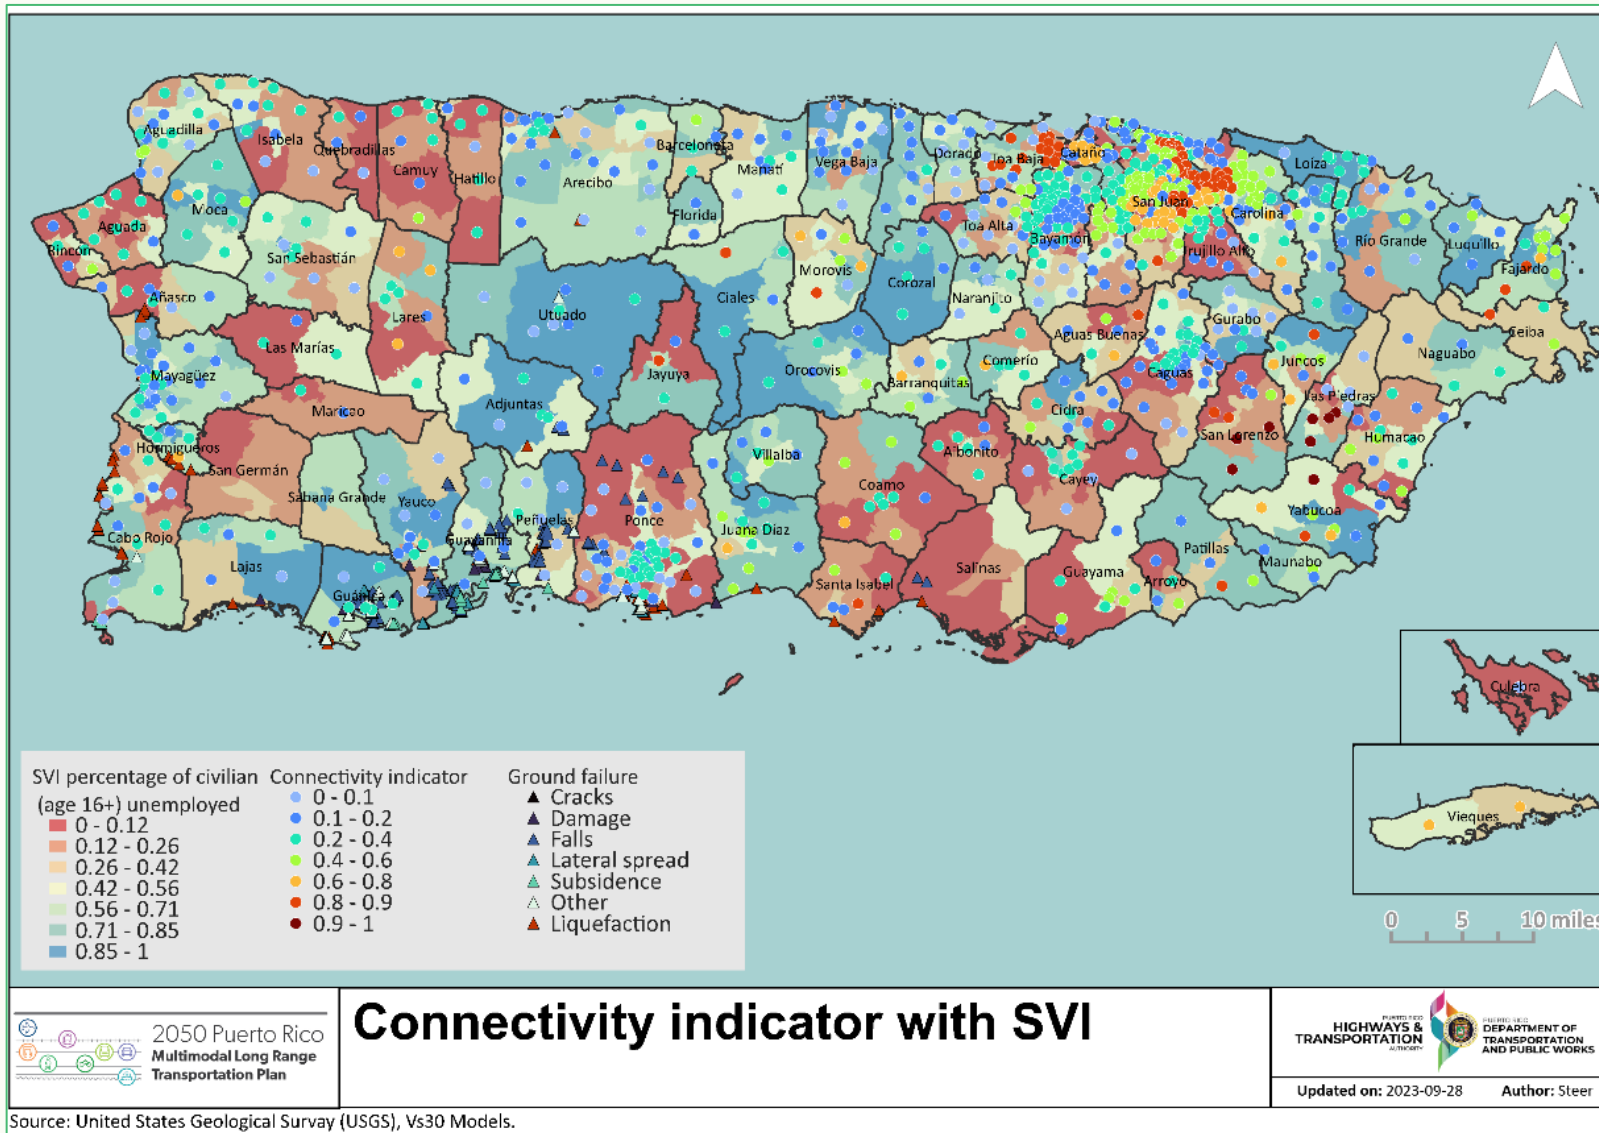 Aguadilla
Isabela
Quebradillas
Camuy
Hatillo
Arecibo
Barceloneta
Manatí
Vega Baja
Dorado
Toa Baja
Cataño
Loíza
Moca
Aguada
Rincón
Florida
San Juan
Carolina
Toa Alta
Bayamón
Trujillo Alto
Río Grande
Luquillo
Fajardo
San Sebastián
Añasco
Morovis
Ciales
Corozal
Naranjito
Utuado
Lares
Las Marías
Gurabo
Aguas Buenas
Ceiba
Naguabo
Juncos
Comerío
Orocovis
Barranquitas
Caguas
Las Piedras
Jayuya
Mayagüez
Adjuntas
Maricao
Cidra
San Lorenzo
Humacao
Hormigueros
San Germán
Sabana Grande
Yauco
Villalba
Aibonito
Cayey
Coamo
Yabucoa
Peñuelas
Ponce
Guayanilla
Juana Díaz
Cabo Rojo
Lajas
Guánica
Santa Isabel
Salinas
Guayama
Arroyo
Patillas
Maunabo
Culebra
Vieques
0 5 10 miles
SVI percentage of civilian
(age 16+) unemployed
0 - 0.12
0.12 - 0.26
0.26 - 0.42
0.42 - 0.56
0.56 - 0.71
0.71 - 0.85
0.85 - 1
Connectivity indicator
0 - 0.1
0.1 - 0.2
0.2 - 0.4
0.4 - 0.6
0.6 - 0.8
0.8 - 0.9
0.9 - 1
Ground failure
Cracks
Damage
Falls
Lateral spread
Subsidence
Other
Liquefaction
2050 Puerto Rico
Multimodal Long Range
Transportation Plan
Connectivity indicator with SVI
PUERTO RICO
HIGHWAYS &
TRANSPORTATION
AUTHORITY
PUERTO RICO
DEPARTMENT OF
TRANSPORTATION
AND PUBLIC WORKS
Updated on: 2023-09-28 Author: Steer
Source: United States Geological Survay (USGS), Vs30 Models.